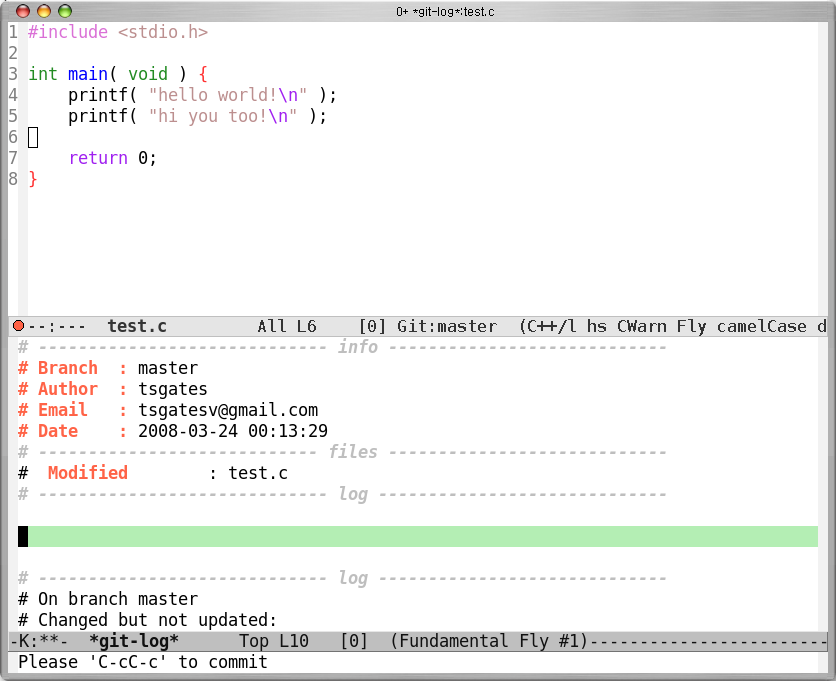 0+ *git-log*:test.c
1 #include <stdio.h>
2
3 int main( void ) {
4     printf( "hello world!\n" );
5     printf( "hi you too!\n" );
6
7     return 0;
8 }
--:---  test.c         All L6    [0] Git:master  (C++/l hs CWarn Fly camelCase d
# ----------------------------- info ----------------------------
# Branch  : master
# Author  : tsgates
# Email   : tsgatesv@gmail.com
# Date    : 2008-03-24 00:13:29
# ---------------------------- files ----------------------------
#  Modified        : test.c
# ----------------------------- log -----------------------------
# ----------------------------- log -----------------------------
# On branch master
# Changed but not updated:
-K:**-  *git-log*      Top L10   [0]  (Fundamental Fly #1)------------------------
Please 'C-cC-c' to commit